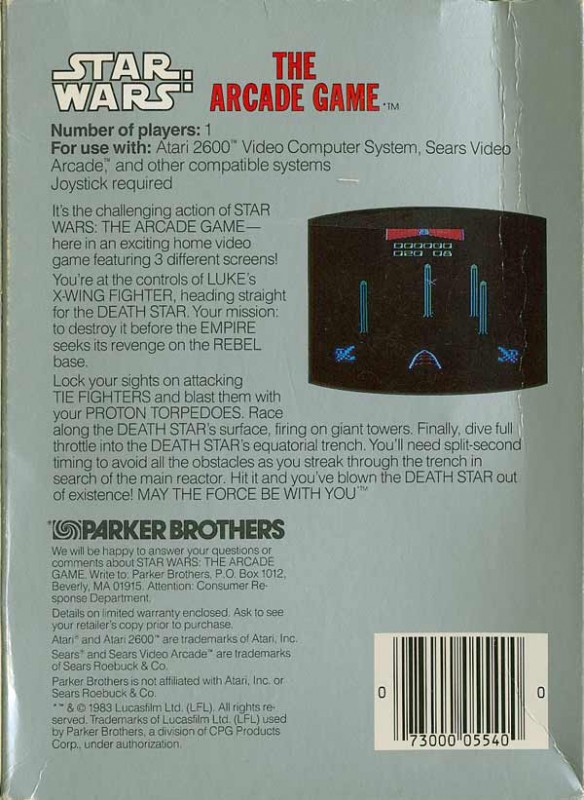 STAR WARS
THE
ARCADE GAME ™
Number of players: 1
For use with: Atari 2600™ Video Computer System, Sears Video
Arcade,™ and other compatible systems
Joystick required
It's the challenging action of STAR
WARS: THE ARCADE GAME—
here in an exciting home video
game featuring 3 different screens!
You're at the controls of LUKE's
X-WING FIGHTER, heading straight
for the DEATH STAR. Your mission:
to destroy it before the EMPIRE
seeks its revenge on the REBEL
base.
Lock your sights on attacking
TIE FIGHTERS and blast them with
your PROTON TORPEDOES. Race
along the DEATH STAR's surface, firing on giant towers. Finally, dive full
throttle into the DEATH STAR's equatorial trench. You'll need split-second
timing to avoid all the obstacles as you streak through the trench in
search of the main reactor. Hit it and you've blown the DEATH STAR out
of existence! MAY THE FORCE BE WITH YOU™
000000
020 08
PARKER BROTHERS
We will be happy to answer your questions or
comments about STAR WARS: THE ARCADE
GAME. Write to: Parker Brothers, P.O. Box 1012,
Beverly, MA 01915. Attention: Consumer Re-
sponse Department.
Details on limited warranty enclosed. Ask to see
your retailer's copy prior to purchase.
Atari® and Atari 2600™ are trademarks of Atari, Inc.
Sears® and Sears Video Arcade™ are trademarks
of Sears Roebuck & Co.
Parker Brothers is not affiliated with Atari, Inc. or
Sears Roebuck & Co.
*™ & © 1983 Lucasfilm Ltd. (LFL). All rights re-
served. Trademarks of Lucasfilm Ltd. (LFL) used
by Parker Brothers, a division of CPG Products
Corp., under authorization.
0 73000 05540 0